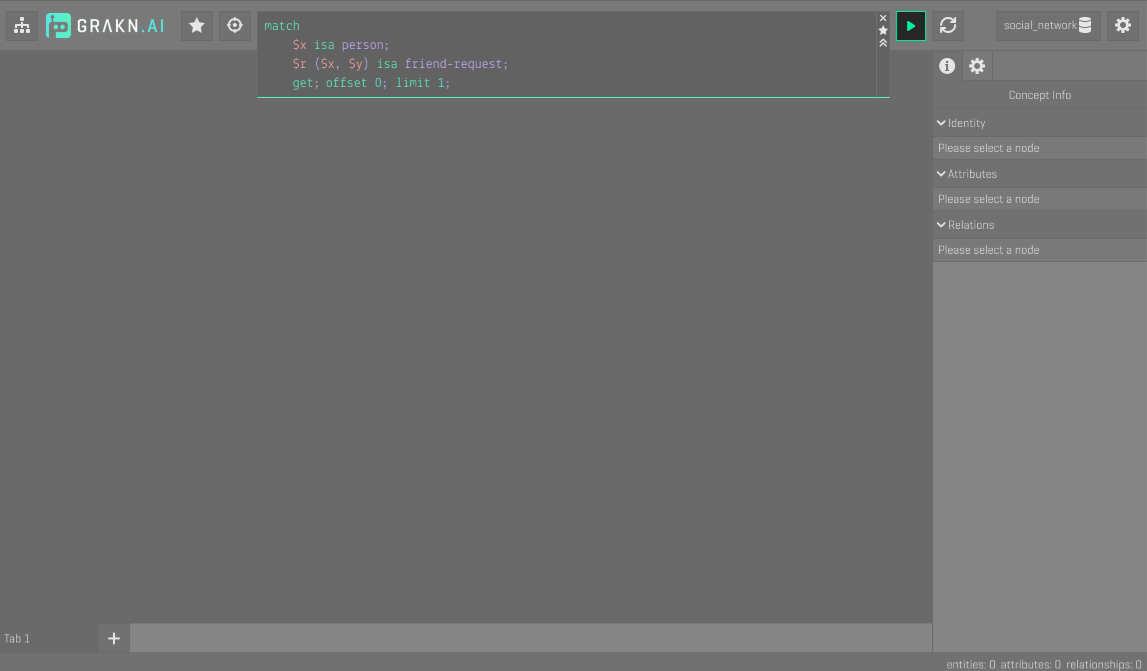 GRAKN.AI
match
$x isa person;
$r ($x, $y) isa friend-request;
get; offset 0; limit 1;
social_network
Concept Info
Identity
Please select a node
Attributes
Please select a node
Relations
Please select a node
Tab 1
entities: 0 attributes: 0 relationships: 0